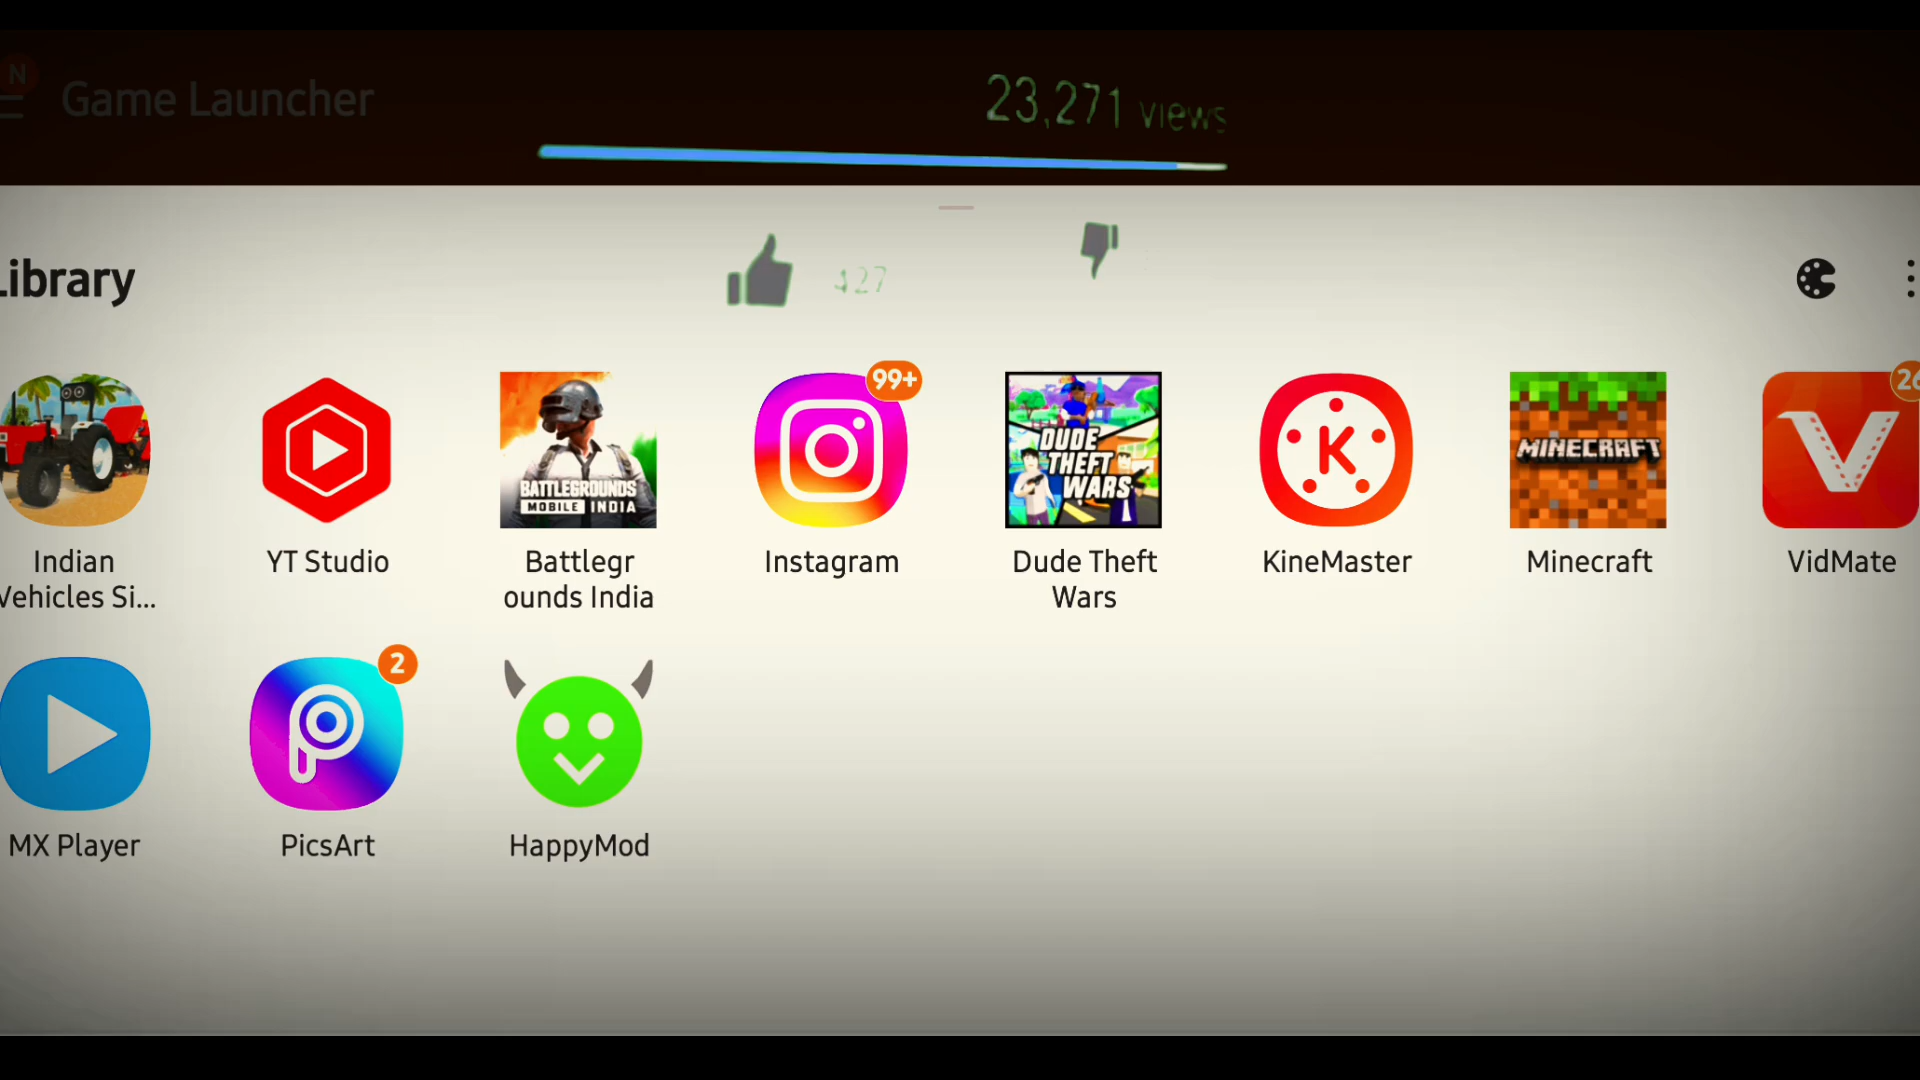 N
Game Launcher
23,271 views
Library
427
99+
26
DUDE
THEFT
WARS
K
MINECRAFT
BATTLEGROUNDS
MOBILE INDIA
Indian
Vehicles Si...
YT Studio
Battlegr
ounds India
Instagram
Dude Theft
Wars
KineMaster
Minecraft
VidMate
2
MX Player
PicsArt
HappyMod